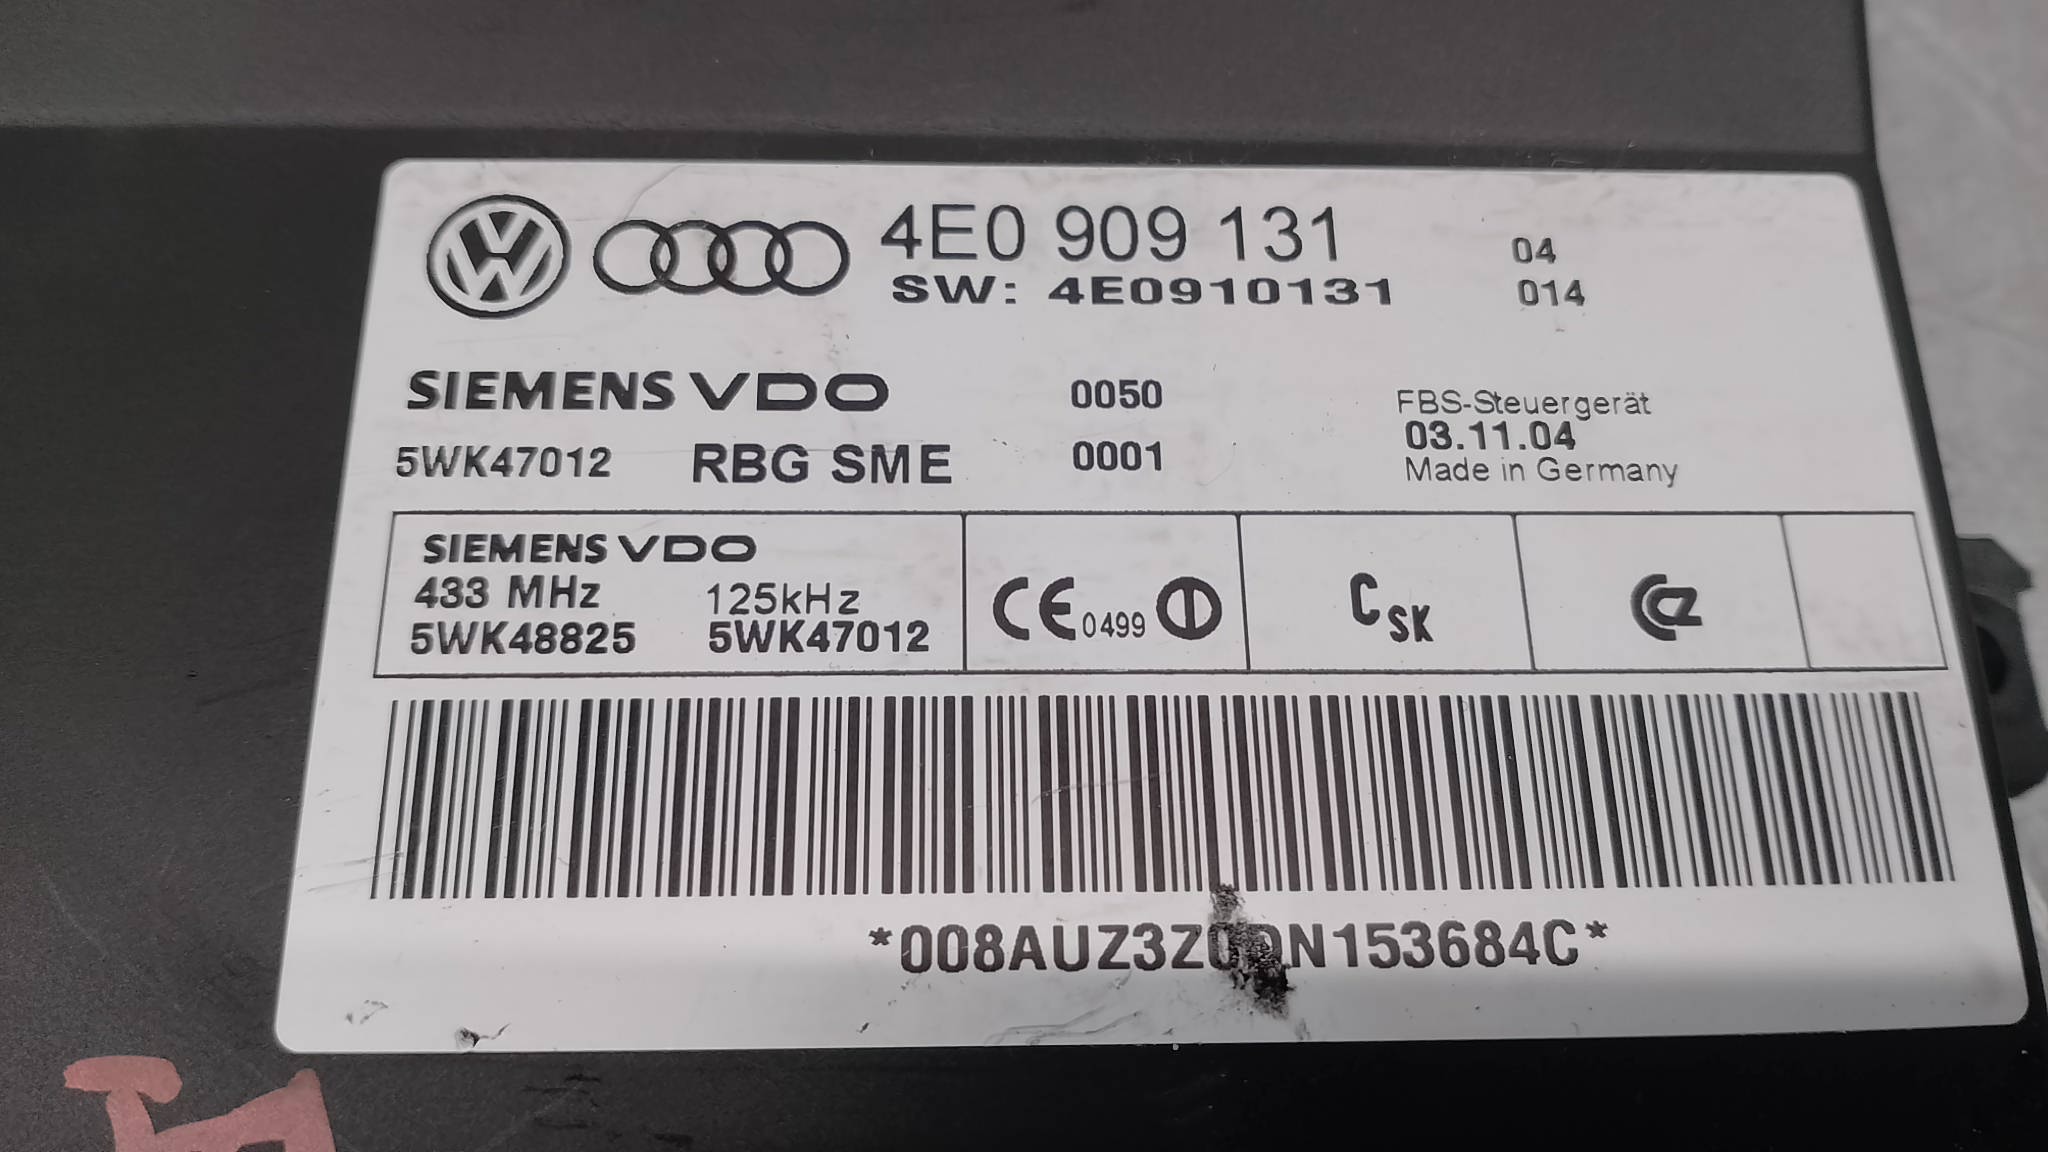 4E0 909 131 04
SW: 4E0910131 014
SIEMENS VDO 0050 FBS-Steuergerät
03.11.04
5WK47012 RBG SME 0001 Made in Germany
SIEMENS VDO
433 MHz 125kHz
5WK48825 5WK47012
CE 0499
C SK